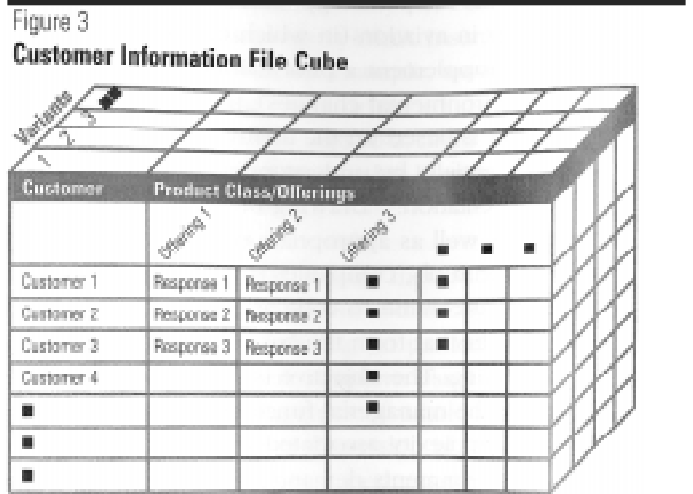 Figure 3
Customer Information File Cube
Variants
1 2 3 ■■
Customer Product Class/Offerings
Offering 1 Offering 2 Offering 3 ■ ■ ■
Customer 1 Response 1 Response 1 ■ ■
Customer 2 Response 2 Response 2 ■ ■
Customer 3 Response 3 Response 3 ■ ■
Customer 4 ■
■ ■
■
■